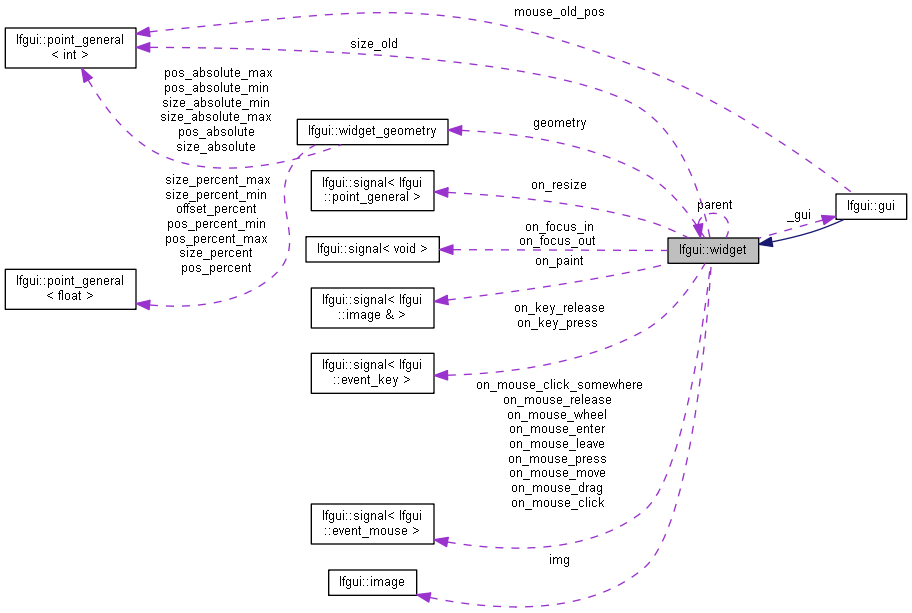 mouse_old_pos
lfgui::point_general
< int >
size_old
pos_absolute_max
pos_absolute_min
size_absolute_min
size_absolute_max
pos_absolute
size_absolute
lfgui::widget_geometry
geometry
size_percent_max
size_percent_min
offset_percent
pos_percent_min
pos_percent_max
size_percent
pos_percent
lfgui::signal< lfgui
::point_general >
on_resize
parent
lfgui::gui
_gui
lfgui::signal< void >
on_focus_in
on_focus_out
lfgui::widget
on_paint
lfgui::point_general
< float >
lfgui::signal< lfgui
::image & >
on_key_release
on_key_press
lfgui::signal< lfgui
::event_key >
on_mouse_click_somewhere
on_mouse_release
on_mouse_wheel
on_mouse_enter
on_mouse_leave
on_mouse_press
on_mouse_move
on_mouse_drag
on_mouse_click
lfgui::signal< lfgui
::event_mouse >
img
lfgui::image